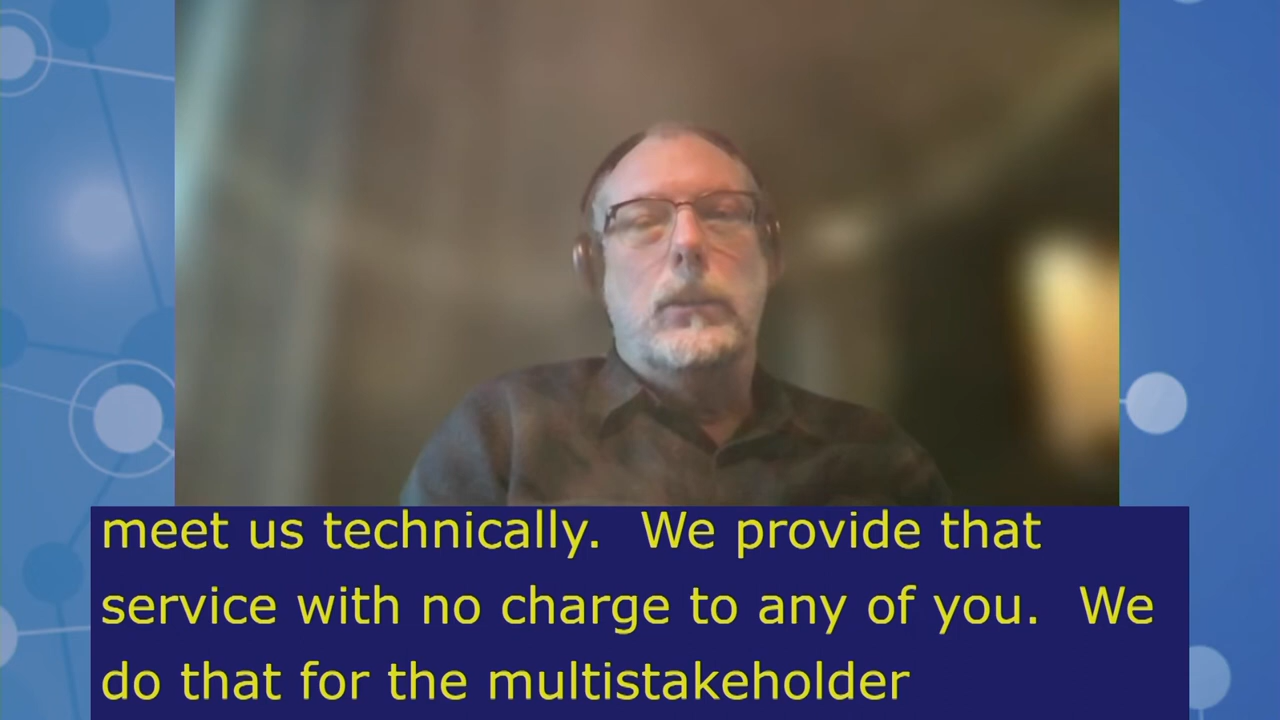 meet us technically.  We provide that
service with no charge to any of you.  We
do that for the multistakeholder